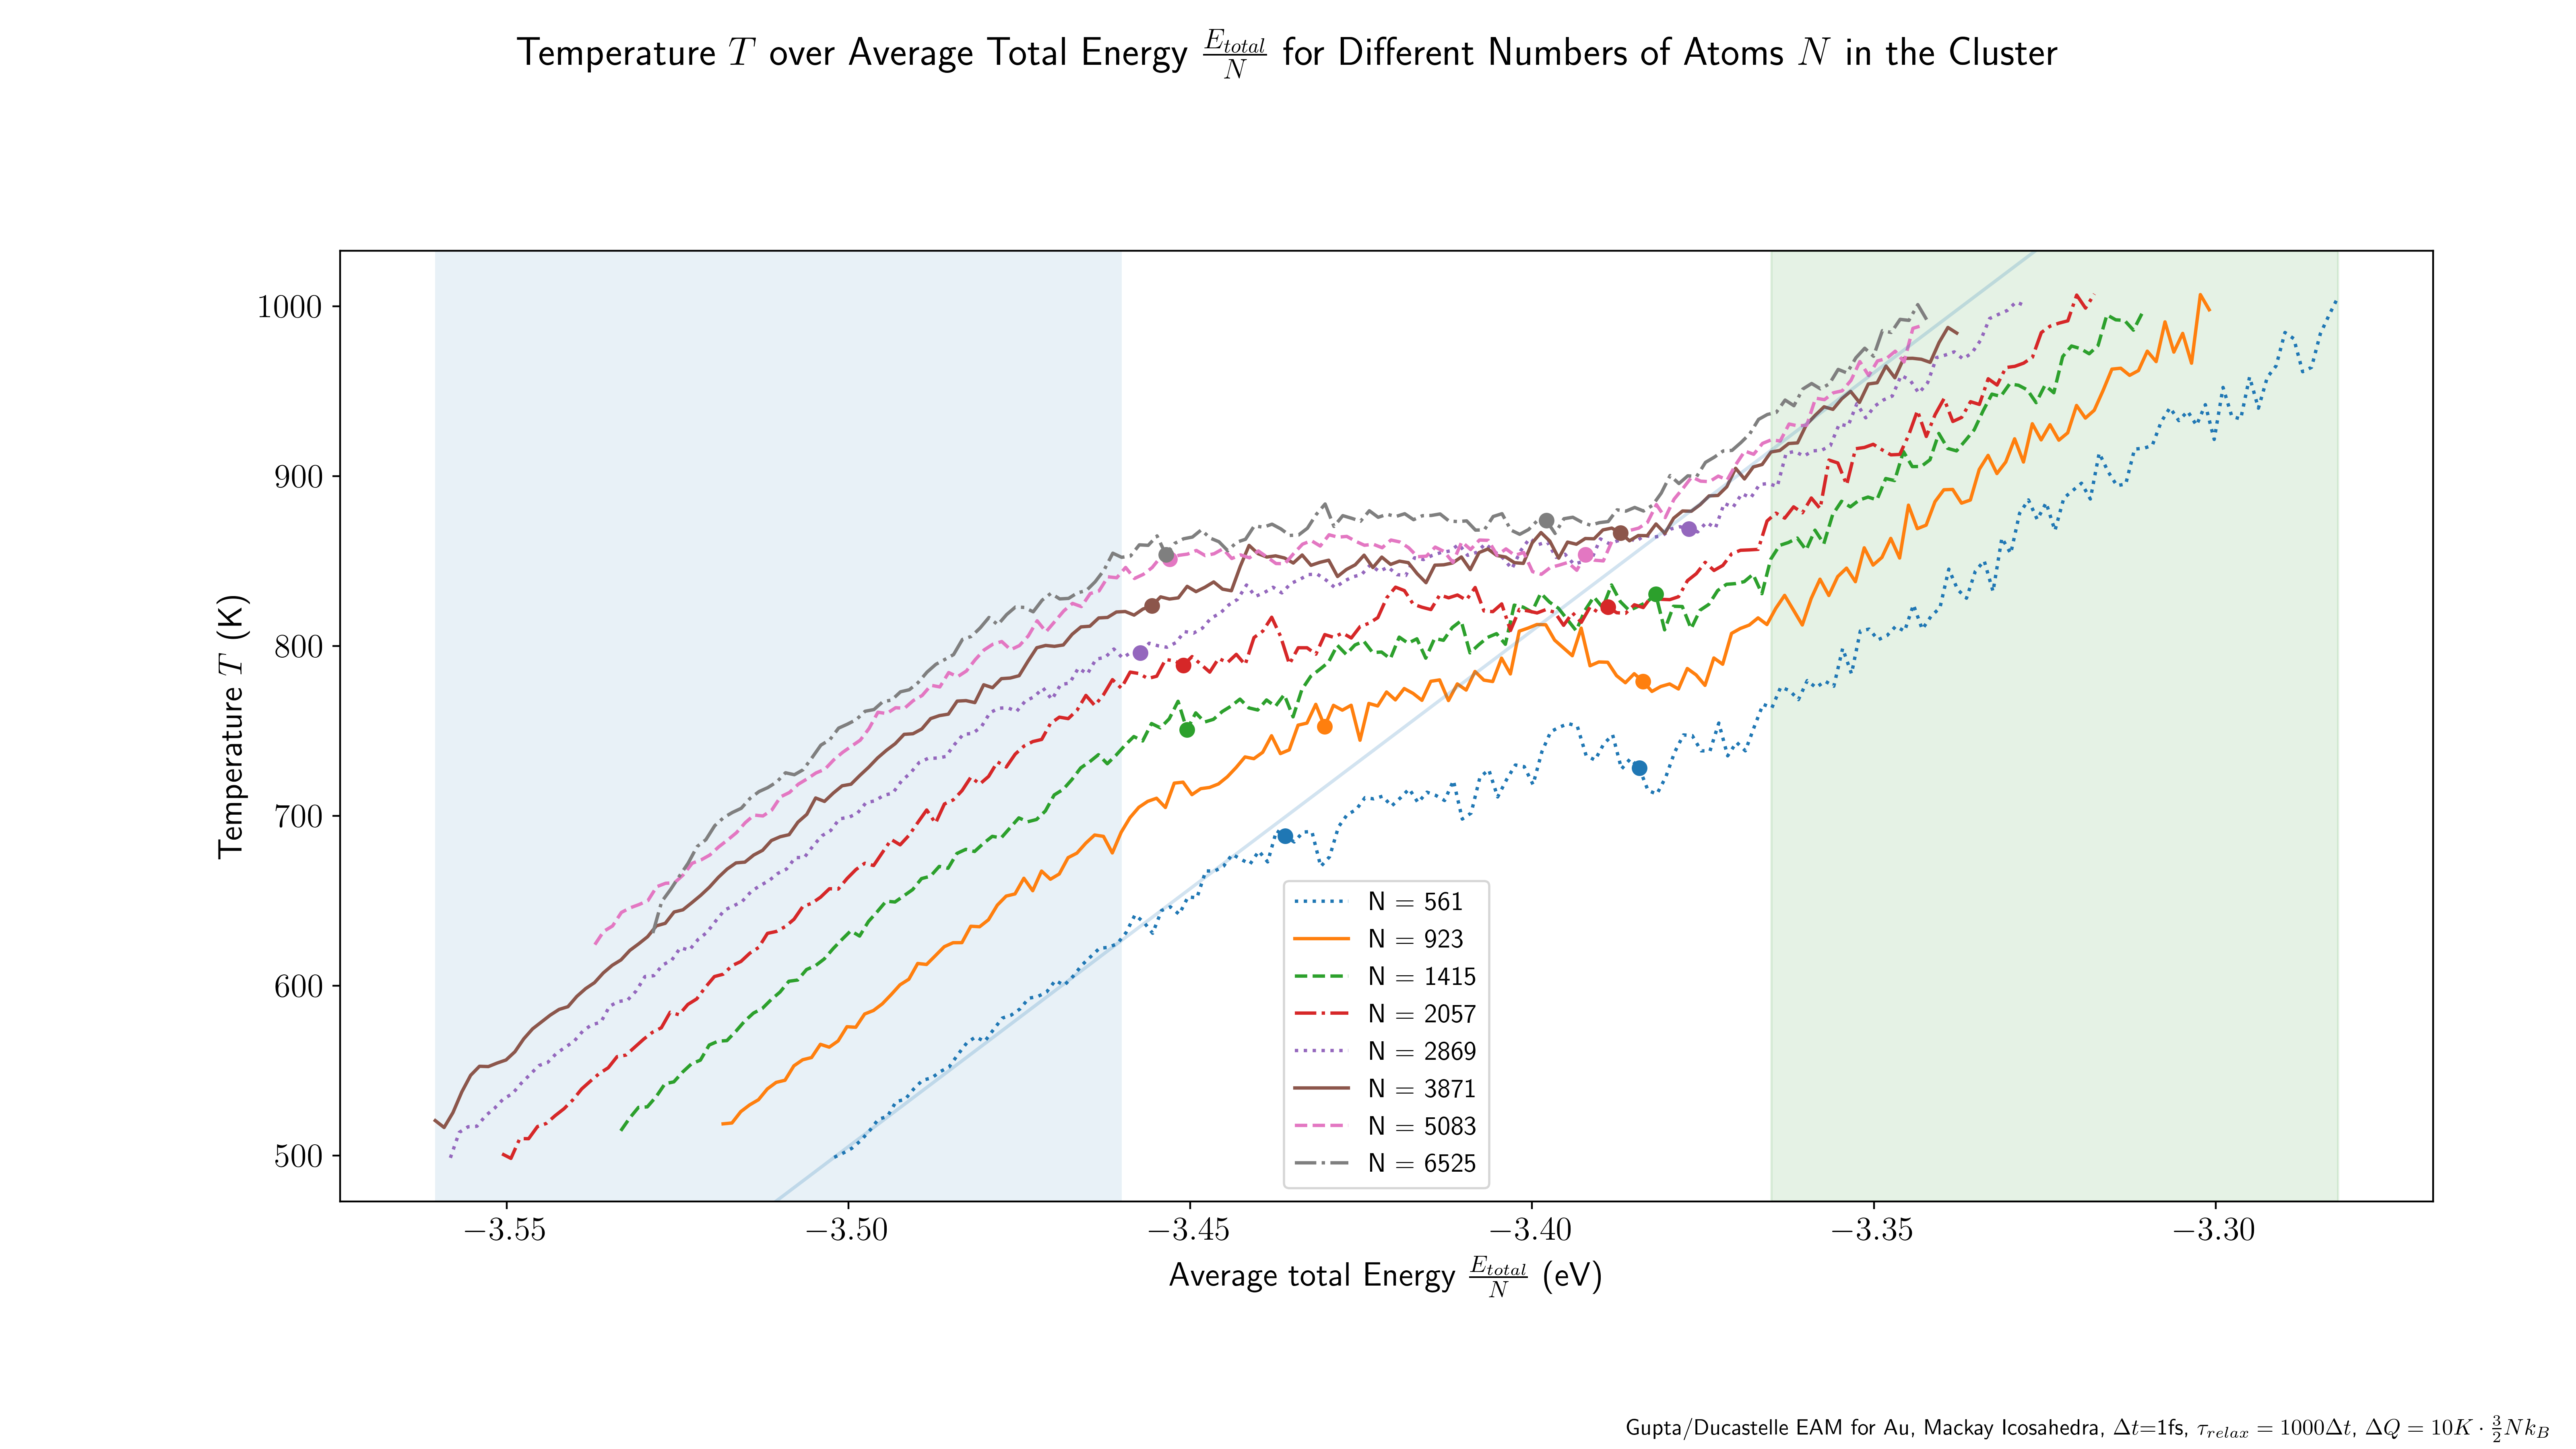 Temperature T over Average Total Energy E_total/N for Different Numbers of Atoms N in the Cluster
1000
900
800
700
600
500
Temperature T (K)
N = 561
N = 923
N = 1415
N = 2057
N = 2869
N = 3871
N = 5083
N = 6525
−3.55
−3.50
−3.45
−3.40
−3.35
−3.30
Average total Energy E_total/N (eV)
Gupta/Ducastelle EAM for Au, Mackay Icosahedra, Δt=1fs, τ_relax = 1000Δt, ΔQ = 10K · 3/2 Nk_B